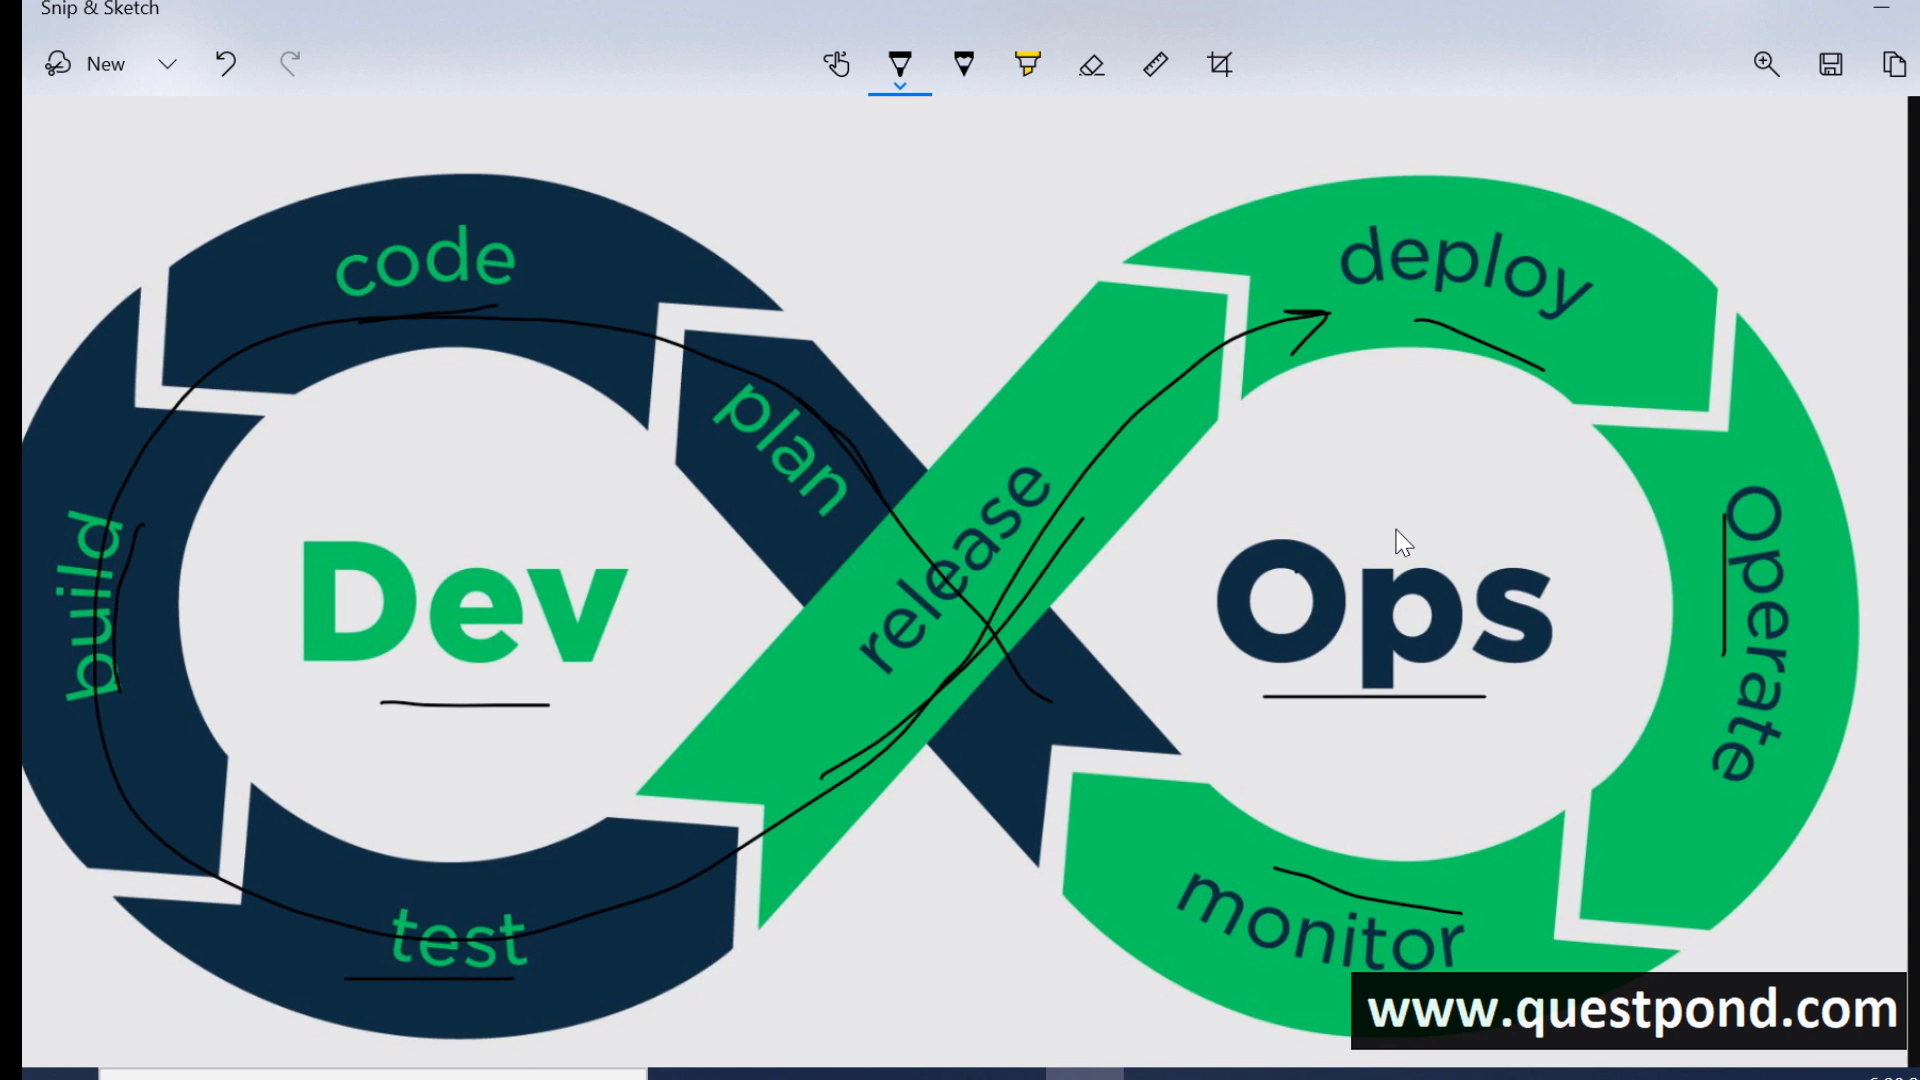 Snip & Sketch
New
code
plan
build
test
release
deploy
Operate
monitor
Dev
Ops
www.questpond.com